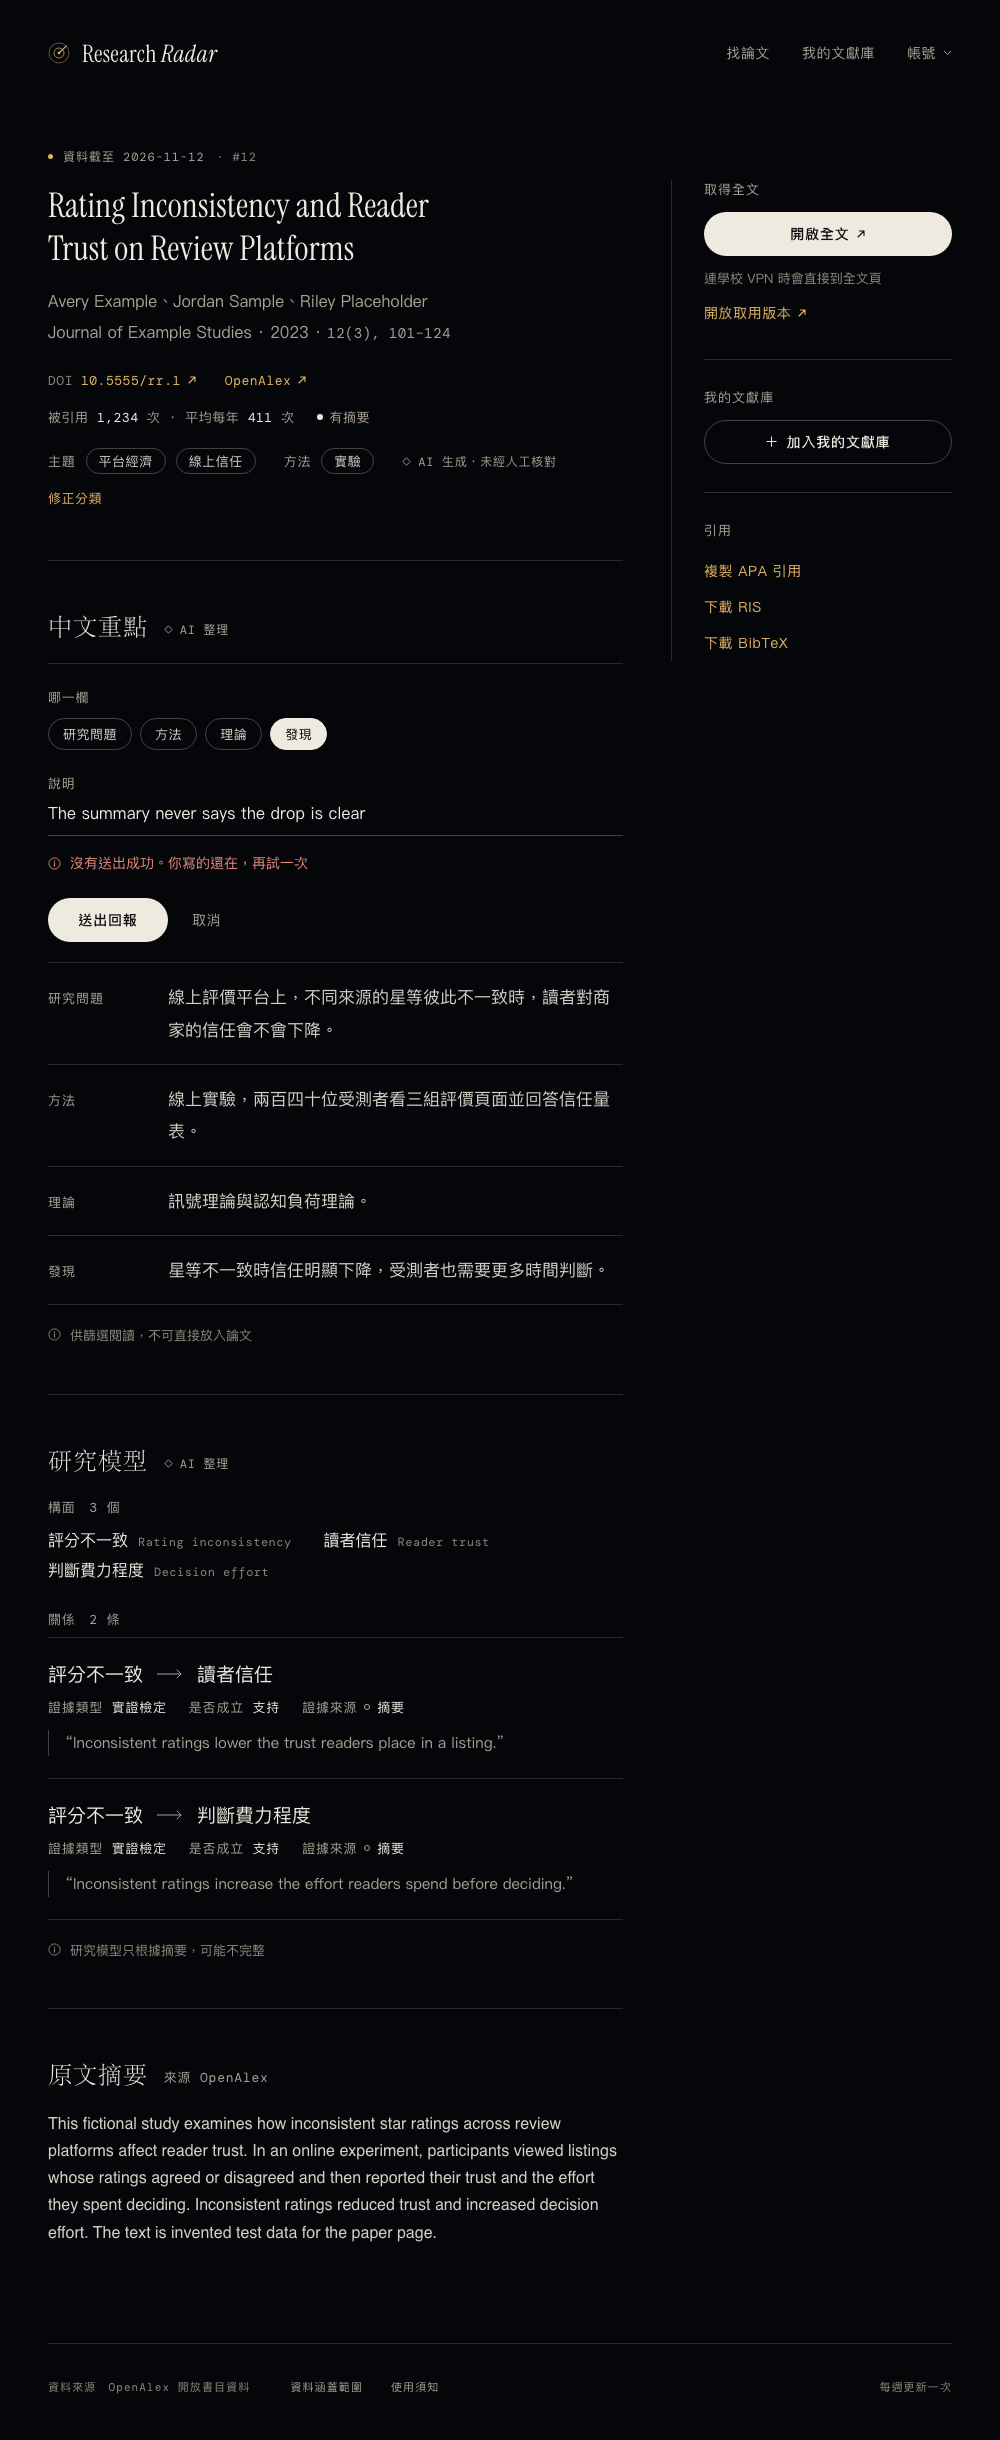 Research Radar
找論文 我的文獻庫 帳號
資料截至 2026-11-12 · #12
Rating Inconsistency and Reader
Trust on Review Platforms
Avery Example、Jordan Sample、Riley Placeholder
Journal of Example Studies · 2023 · 12(3), 101–124
DOI 10.5555/rr.1 ↗ OpenAlex ↗
被引用 1,234 次 · 平均每年 411 次 有摘要
主題 平台經濟 線上信任 方法 實驗 ◇ AI 生成·未經人工核對
修正分類
取得全文
開啟全文 ↗
連學校 VPN 時會直接到全文頁
開放取用版本 ↗
我的文獻庫
+ 加入我的文獻庫
引用
複製 APA 引用
下載 RIS
下載 BibTeX
中文重點 ◇ AI 整理
哪一欄
研究問題 方法 理論 發現
說明
The summary never says the drop is clear
沒有送出成功。你寫的還在，再試一次
送出回報 取消
研究問題 線上評價平台上，不同來源的星等彼此不一致時，讀者對商
家的信任會不會下降。
方法 線上實驗，兩百四十位受測者看三組評價頁面並回答信任量
表。
理論 訊號理論與認知負荷理論。
發現 星等不一致時信任明顯下降，受測者也需要更多時間判斷。
供篩選閱讀，不可直接放入論文
研究模型 ◇ AI 整理
構面 3 個
評分不一致 Rating inconsistency 讀者信任 Reader trust
判斷費力程度 Decision effort
關係 2 條
評分不一致 → 讀者信任
證據類型 實證檢定 是否成立 支持 證據來源 摘要
“Inconsistent ratings lower the trust readers place in a listing.”
評分不一致 → 判斷費力程度
證據類型 實證檢定 是否成立 支持 證據來源 摘要
“Inconsistent ratings increase the effort readers spend before deciding.”
研究模型只根據摘要，可能不完整
原文摘要 來源 OpenAlex
This fictional study examines how inconsistent star ratings across review
platforms affect reader trust. In an online experiment, participants viewed listings
whose ratings agreed or disagreed and then reported their trust and the effort
they spent deciding. Inconsistent ratings reduced trust and increased decision
effort. The text is invented test data for the paper page.
資料來源 OpenAlex 開放書目資料 資料涵蓋範圍 使用須知 每週更新一次